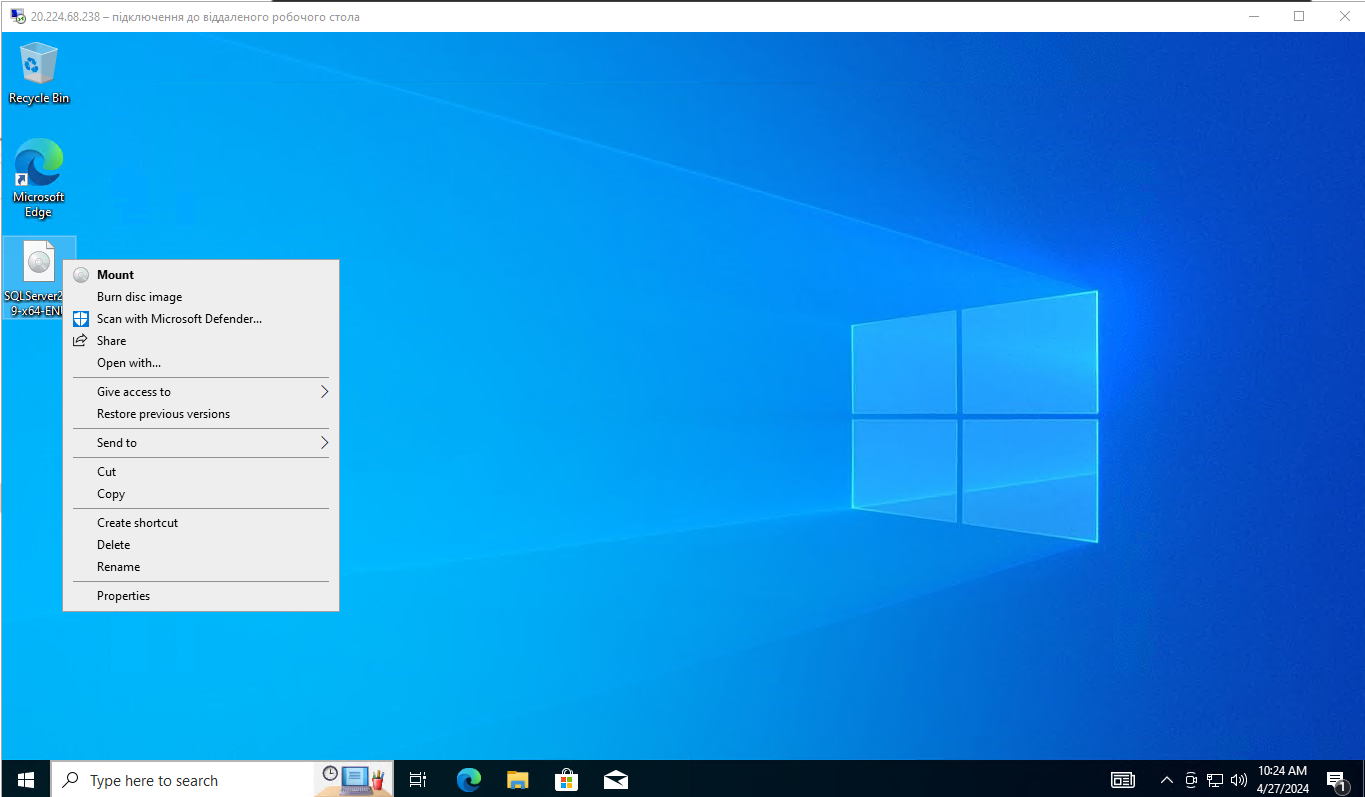 20.224.68.238 – підключення до віддаленого робочого стола
Recycle Bin
Microsoft
Edge
SQLServer2
9-x64-EN
Mount
Burn disc image
Scan with Microsoft Defender...
Share
Open with...
Give access to
Restore previous versions
Send to
Cut
Copy
Create shortcut
Delete
Rename
Properties
Type here to search
10:24 AM
4/27/2024
1